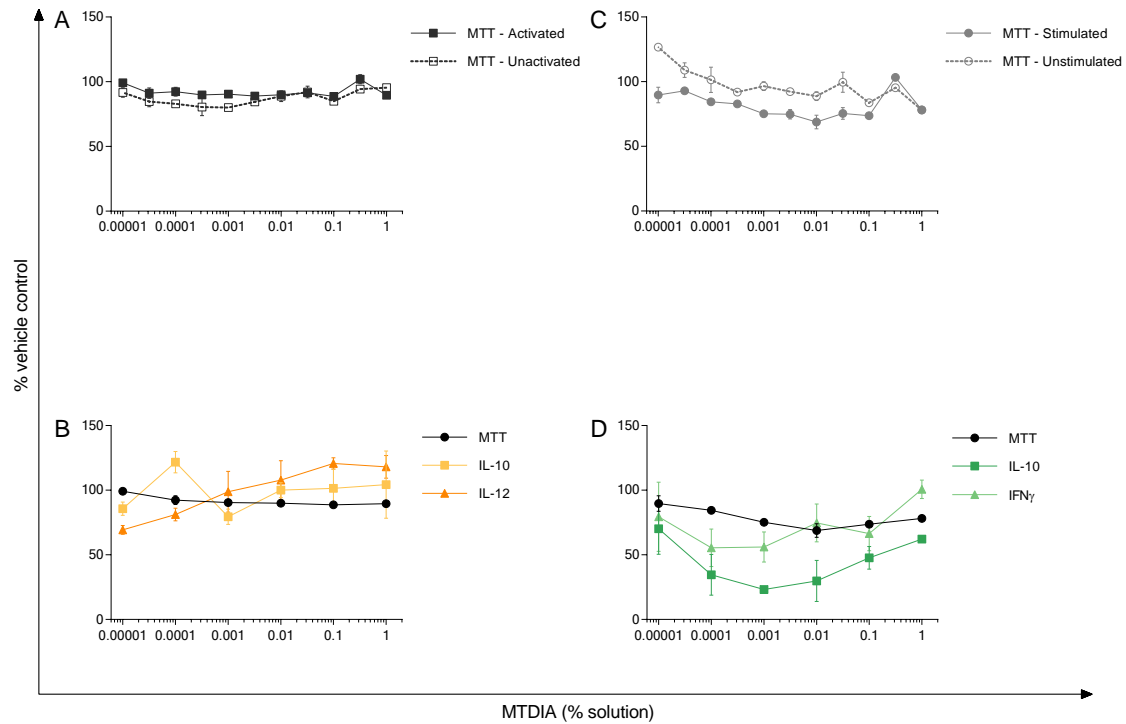 A
150
100
50
0
0.00001 0.0001 0.001 0.01 0.1 1
MTT - Activated
MTT - Unactivated
C
150
100
50
0
0.00001 0.0001 0.001 0.01 0.1 1
MTT - Stimulated
MTT - Unstimulated
% vehicle control
B
150
100
50
0
0.00001 0.0001 0.001 0.01 0.1 1
MTT
IL-10
IL-12
D
150
100
50
0
0.00001 0.0001 0.001 0.01 0.1 1
MTT
IL-10
IFNγ
MTDIA (% solution)